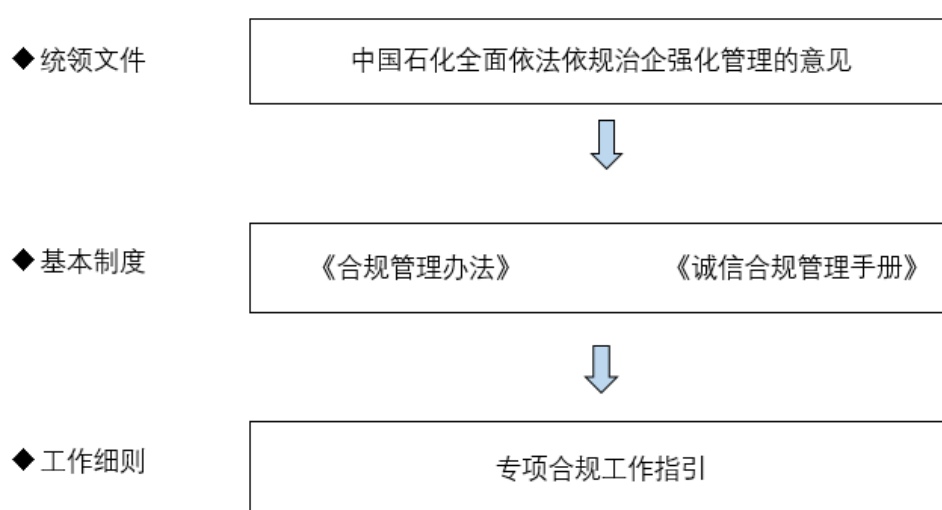 ◆ 统领文件
中国石化全面依法依规治企强化管理的意见
◆ 基本制度
《合规管理办法》 《诚信合规管理手册》
◆ 工作细则
专项合规工作指引